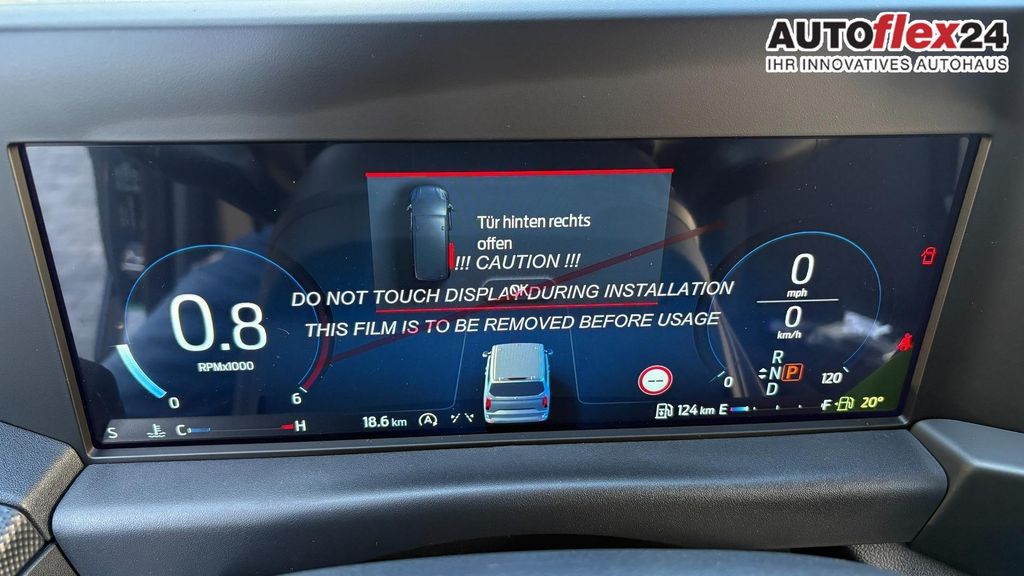 AUTOflex24
IHR INNOVATIVES AUTOHAUS
Tür hinten rechts
offen
!!! CAUTION !!!
OK
DO NOT TOUCH DISPLAY DURING INSTALLATION
THIS FILM IS TO BE REMOVED BEFORE USAGE
0.8
RPMx1000
0
6
0
mph
0
km/h
R
N P
D
0
120
S
C H
18.6 km
A
--
124 km E F
20°